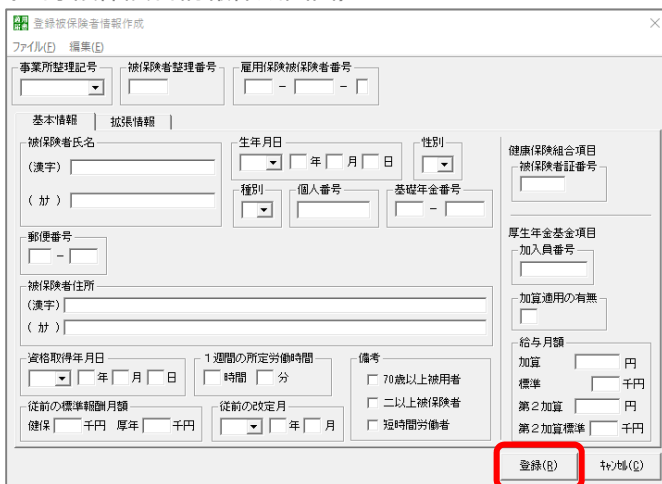 登録被保険者情報作成
ファイル(F) 編集(E)
事業所整理記号 被保険者整理番号 雇用保険被保険者番号
- -
基本情報 拡張情報
被保険者氏名 生年月日 性別
(漢字) 年 月 日
(カナ) 種別 個人番号 基礎年金番号
-
健康保険組合項目
被保険者証番号
郵便番号
-
厚生年金基金項目
加入員番号
被保険者住所
(漢字)
(カナ)
加算適用の有無
資格取得年月日 1週間の所定労働時間 備考
年 月 日 時間 分 70歳以上被用者
二以上被保険者
短時間労働者
従前の標準報酬月額 従前の改定月
健保 千円 厚年 千円 年 月
給与月額
加算 円
標準 千円
第2加算 円
第2加算標準 千円
登録(R) キャンセル(C)